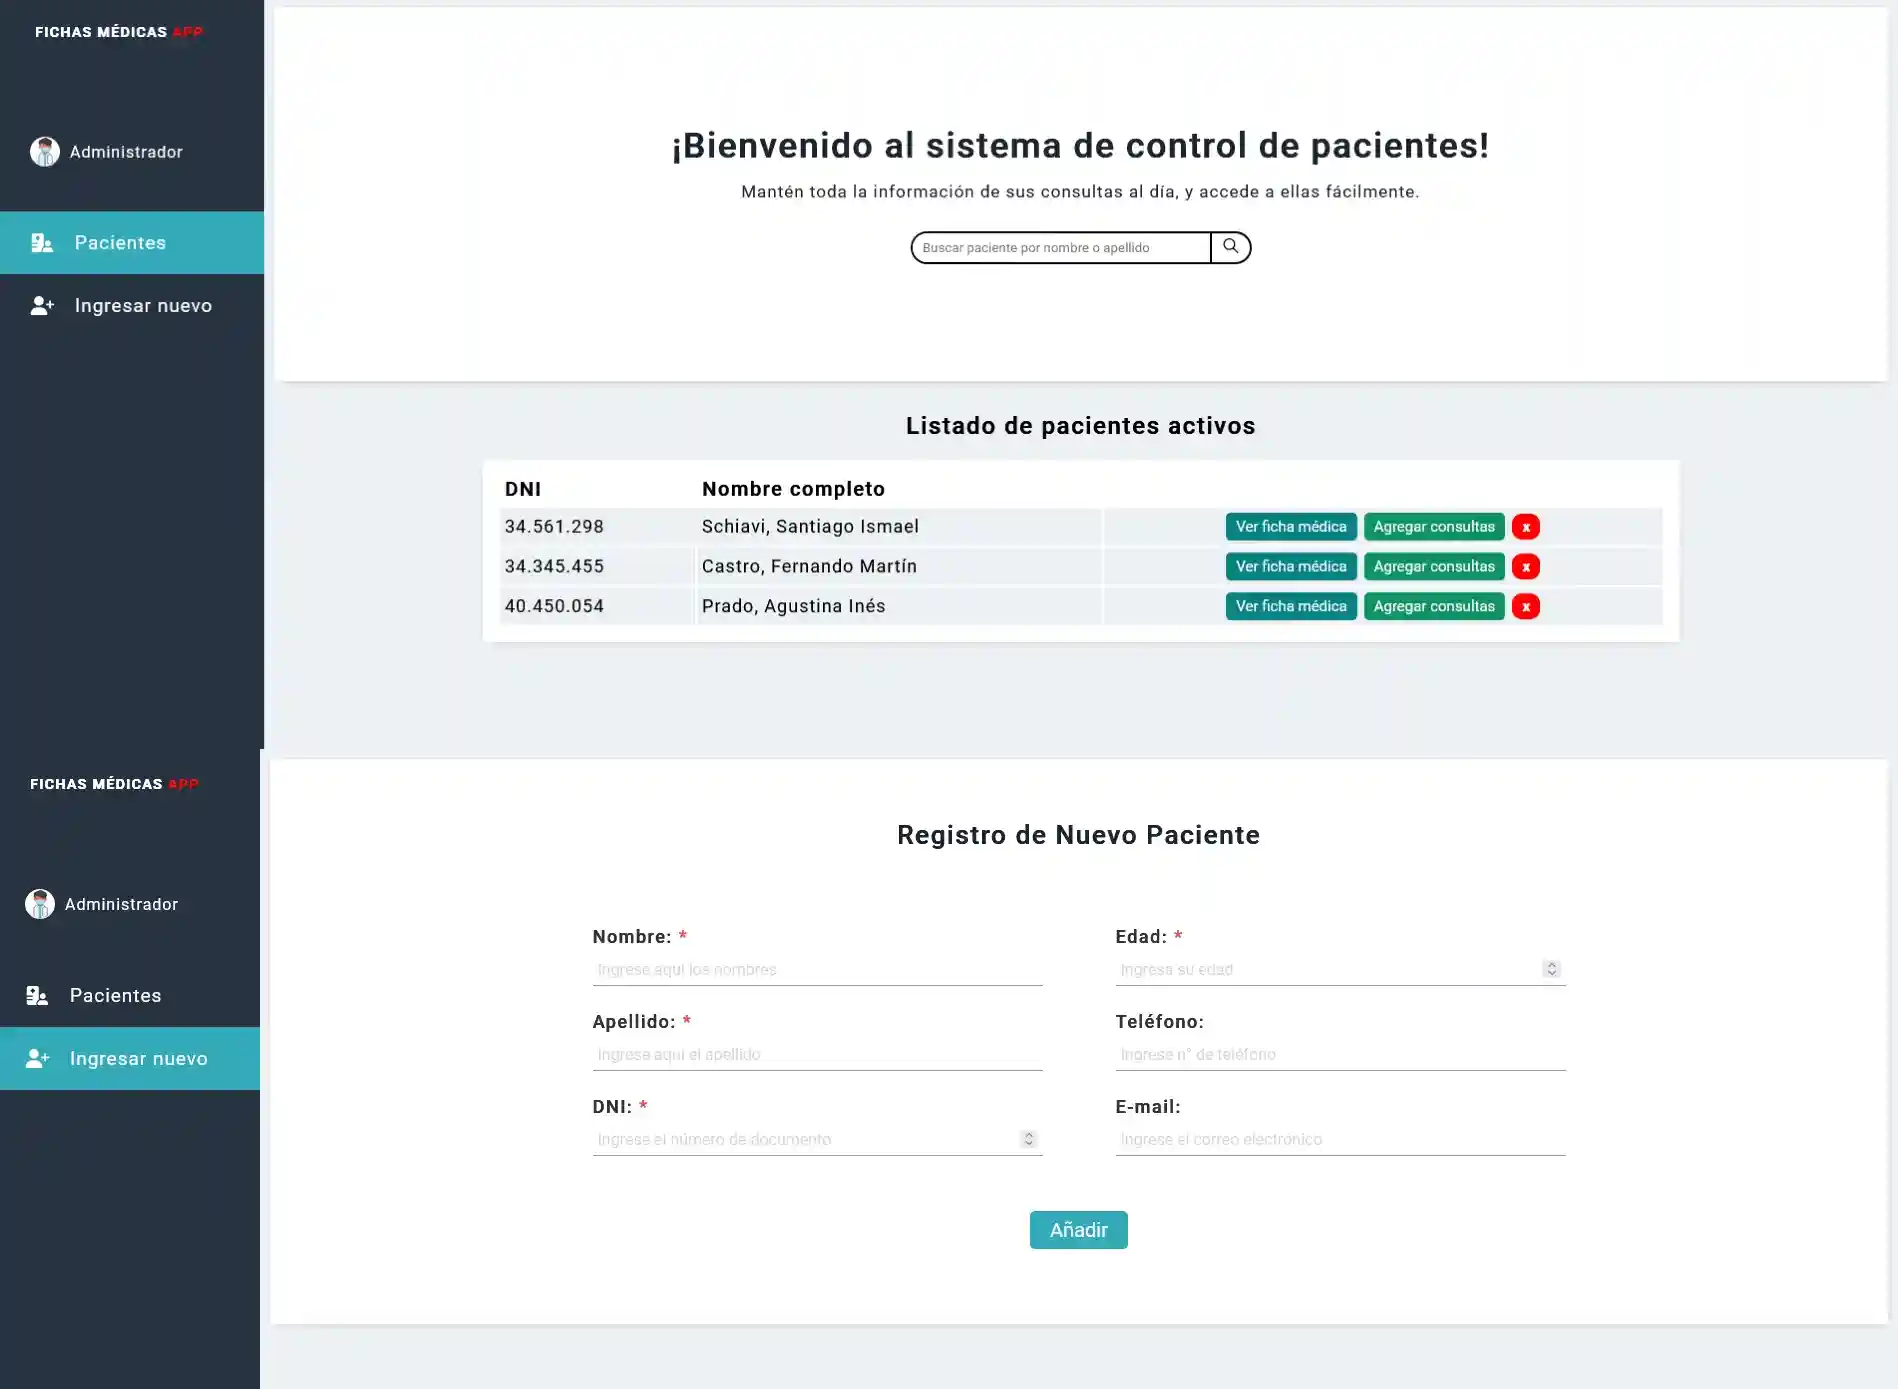 FICHAS MÉDICAS APP
Administrador
Pacientes
Ingresar nuevo
¡Bienvenido al sistema de control de pacientes!
Mantén toda la información de sus consultas al día, y accede a ellas fácilmente.
Buscar paciente por nombre o apellido
Listado de pacientes activos
DNI Nombre completo
34.561.298 Schiavi, Santiago Ismael Ver ficha médica Agregar consultas x
34.345.455 Castro, Fernando Martín Ver ficha médica Agregar consultas x
40.450.054 Prado, Agustina Inés Ver ficha médica Agregar consultas x
FICHAS MÉDICAS APP
Administrador
Pacientes
Ingresar nuevo
Registro de Nuevo Paciente
Nombre: *
Ingrese aquí los nombres
Edad: *
Ingresa su edad
Apellido: *
Ingrese aquí el apellido
Teléfono:
Ingrese n° de teléfono
DNI: *
Ingrese el número de documento
E-mail:
Ingrese el correo electrónico
Añadir